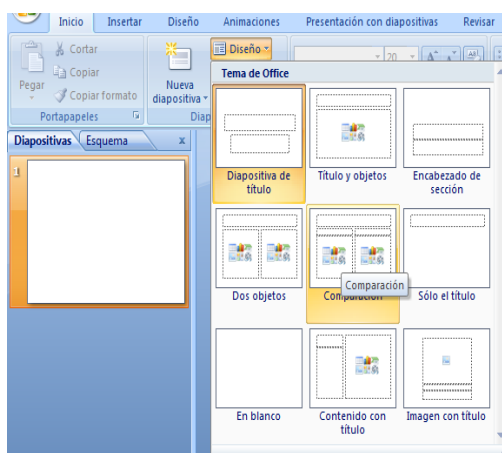 Inicio Insertar Diseño Animaciones Presentación con diapositivas Revisar
Cortar
Copiar
Copiar formato
Pegar
Portapapeles
Nueva
diapositiva
Diap
Diseño
20
A A
Diapositivas Esquema x
1
Tema de Office
Diapositiva de
título
Título y objetos
Encabezado de
sección
Dos objetos
Comparación
Comparación
Sólo el título
En blanco
Contenido con
título
Imagen con título